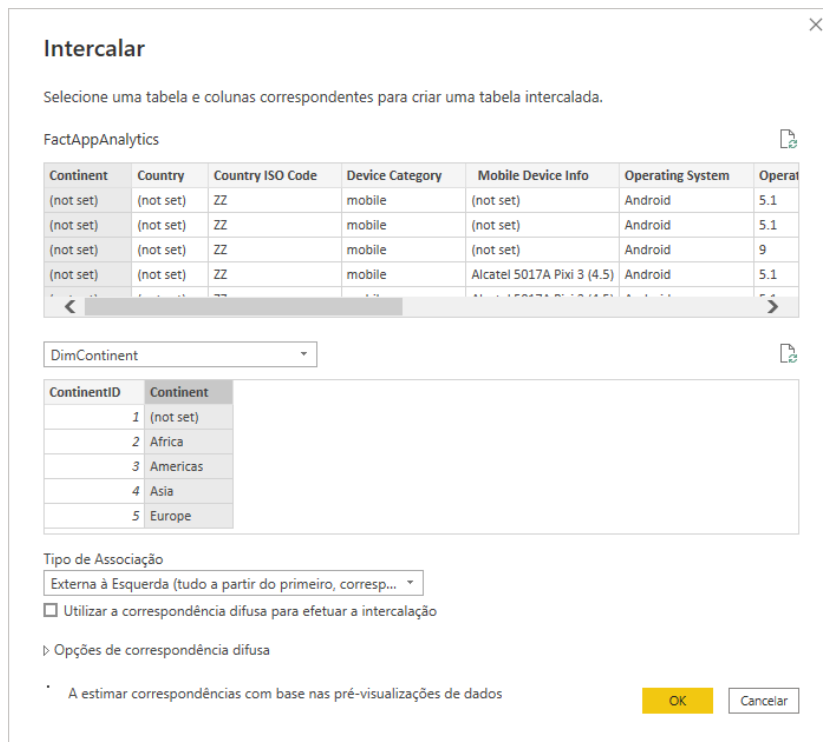 Intercalar
Selecione uma tabela e colunas correspondentes para criar uma tabela intercalada.
FactAppAnalytics
Continent Country Country ISO Code Device Category Mobile Device Info Operating System Operat
(not set) (not set) ZZ mobile (not set) Android 5.1
(not set) (not set) ZZ mobile (not set) Android 5.1
(not set) (not set) ZZ mobile (not set) Android 9
(not set) (not set) ZZ mobile Alcatel 5017A Pixi 3 (4.5) Android 5.1
DimContinent
ContinentID Continent
1 (not set)
2 Africa
3 Americas
4 Asia
5 Europe
Tipo de Associação
Externa à Esquerda (tudo a partir do primeiro, corresp...
Utilizar a correspondência difusa para efetuar a intercalação
Opções de correspondência difusa
A estimar correspondências com base nas pré-visualizações de dados
OK Cancelar